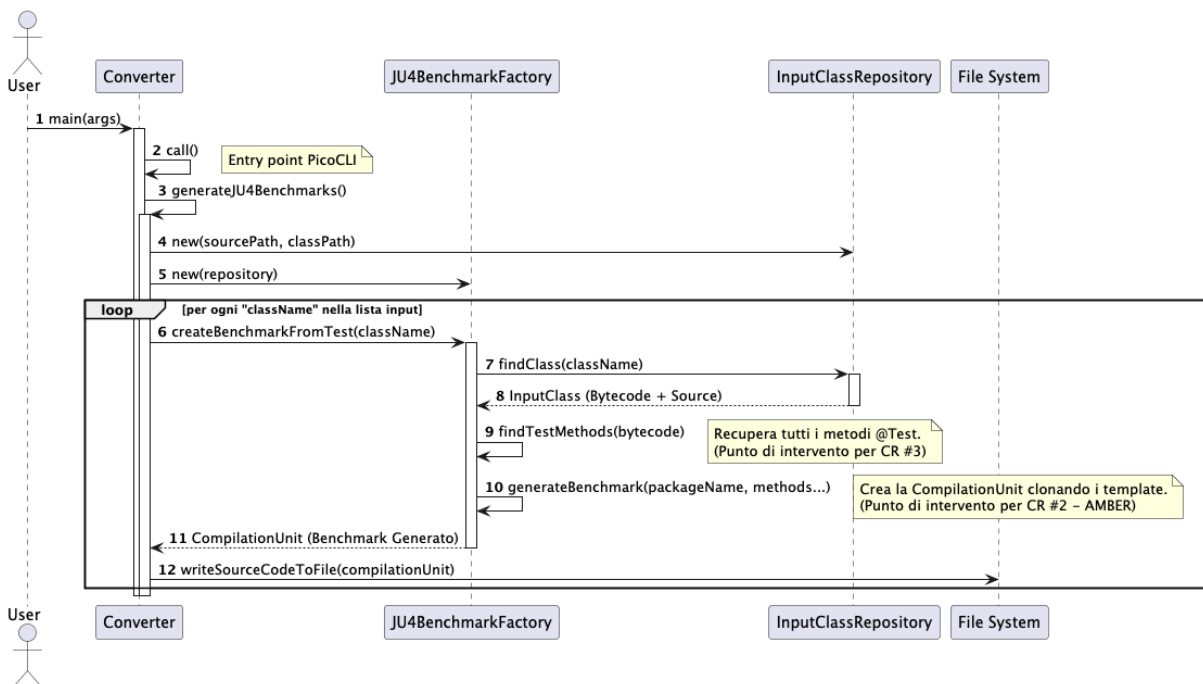 User
Converter
JU4BenchmarkFactory
InputClassRepository
File System
1 main(args)
2 call()
Entry point PicoCLI
3 generateJU4Benchmarks()
4 new(sourcePath, classPath)
5 new(repository)
loop
[per ogni "className" nella lista input]
6 createBenchmarkFromTest(className)
7 findClass(className)
8 InputClass (Bytecode + Source)
9 findTestMethods(bytecode)
Recupera tutti i metodi @Test.
(Punto di intervento per CR #3)
10 generateBenchmark(packageName, methods...)
Crea la CompilationUnit clonando i template.
(Punto di intervento per CR #2 - AMBER)
11 CompilationUnit (Benchmark Generato)
12 writeSourceCodeToFile(compilationUnit)
User
Converter
JU4BenchmarkFactory
InputClassRepository
File System